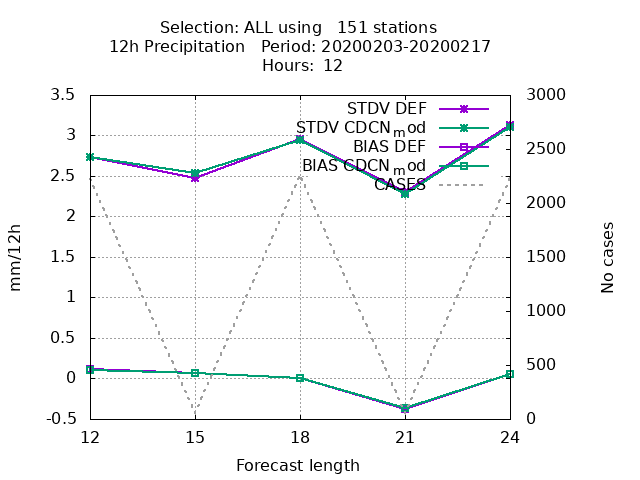 Selection: ALL using   151 stations
12h Precipitation   Period: 20200203-20200217
Hours: 12
3.5
3
2.5
2
1.5
1
0.5
0
-0.5
3000
2500
2000
1500
1000
500
0
STDV DEF
STDV CDCNmod
BIAS DEF
BIAS CDCNmod
CASES
mm/12h
No cases
12 15 18 21 24
Forecast length